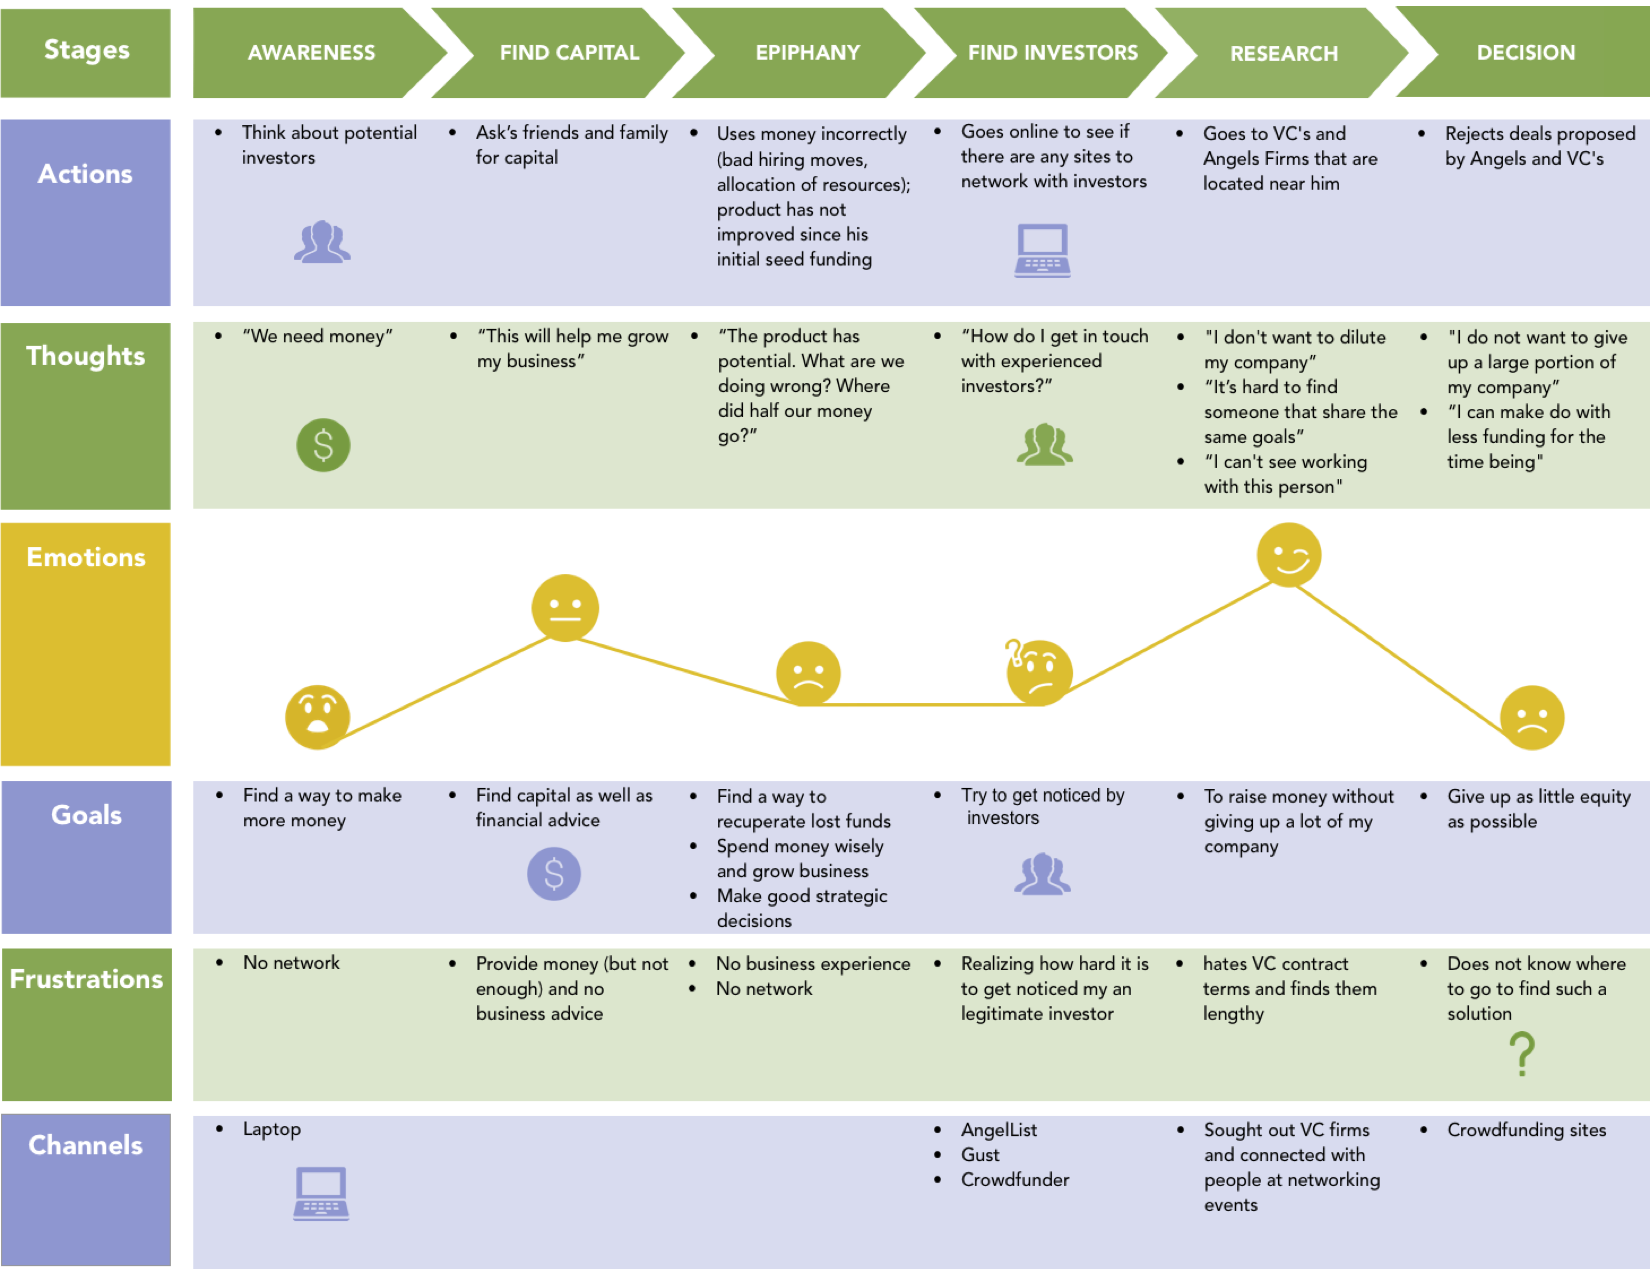 Stages
AWARENESS
FIND CAPITAL
EPIPHANY
FIND INVESTORS
RESEARCH
DECISION
Actions
• Think about potential
investors
• Ask’s friends and family
for capital
• Uses money incorrectly
(bad hiring moves,
allocation of resources);
product has not
improved since his
initial seed funding
• Goes online to see if
there are any sites to
network with investors
• Goes to VC's and
Angels Firms that are
located near him
• Rejects deals proposed
by Angels and VC's
Thoughts
• “We need money”
• “This will help me grow
my business”
• “The product has
potential. What are we
doing wrong? Where
did half our money
go?”
• “How do I get in touch
with experienced
investors?”
• "I don't want to dilute
my company”
• “It’s hard to find
someone that share the
same goals”
• “I can't see working
with this person"
• "I do not want to give
up a large portion of
my company”
• “I can make do with
less funding for the
time being"
Emotions
Goals
• Find a way to make
more money
• Find capital as well as
financial advice
• Find a way to
recuperate lost funds
• Spend money wisely
and grow business
• Make good strategic
decisions
• Try to get noticed by
investors
• To raise money without
giving up a lot of my
company
• Give up as little equity
as possible
Frustrations
• No network
• Provide money (but not
enough) and no
business advice
• No business experience
• No network
• Realizing how hard it is
to get noticed my an
legitimate investor
• hates VC contract
terms and finds them
lengthy
• Does not know where
to go to find such a
solution
Channels
• Laptop
• AngelList
• Gust
• Crowdfunder
• Sought out VC firms
and connected with
people at networking
events
• Crowdfunding sites